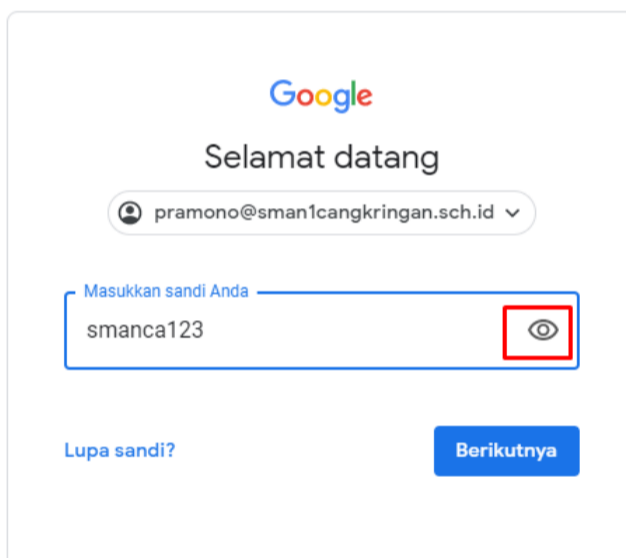 Google
Selamat datang
pramono@sman1cangkringan.sch.id
Masukkan sandi Anda
smanca123
Lupa sandi?
Berikutnya